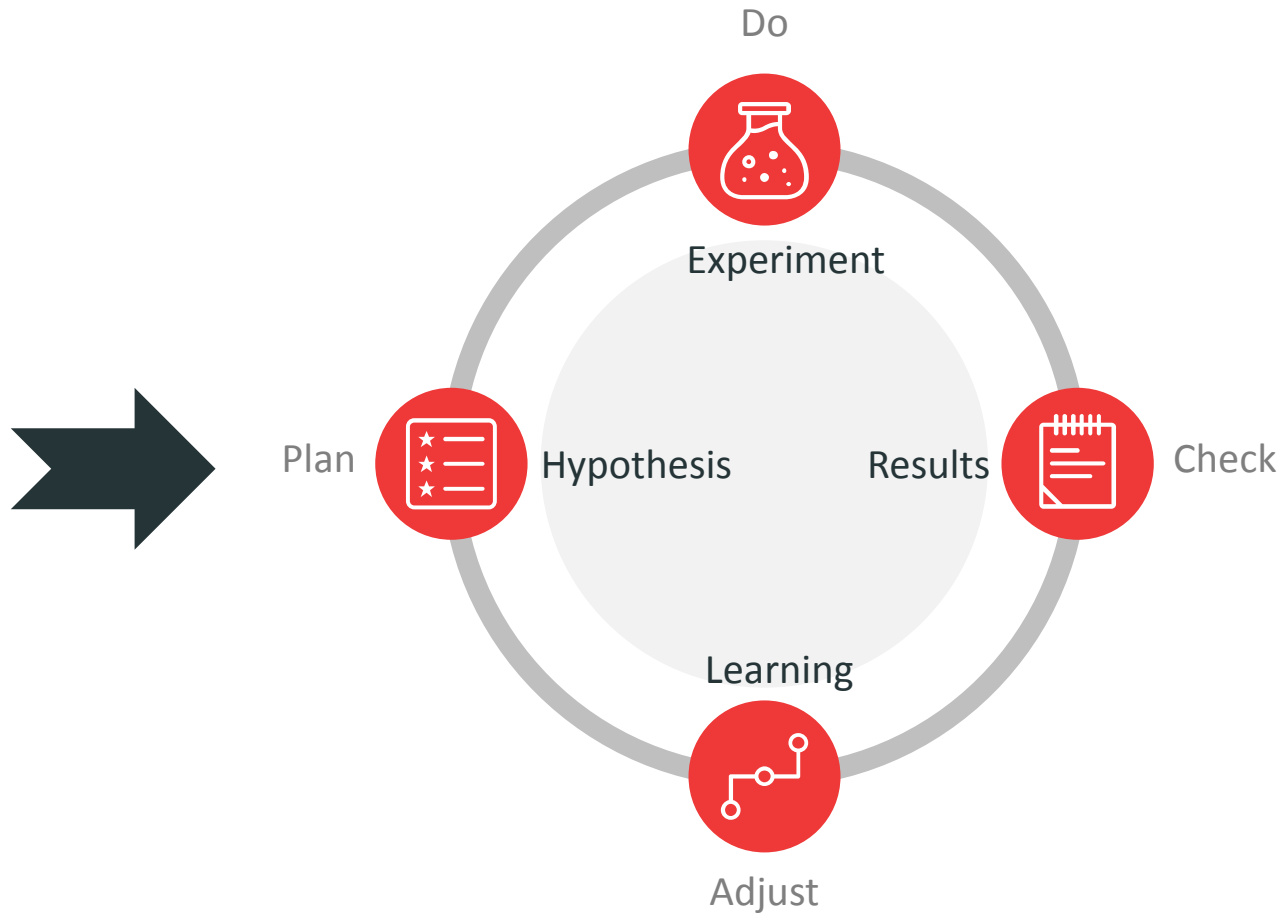 Do
Experiment
Plan
Hypothesis
Results
Check
Learning
Adjust